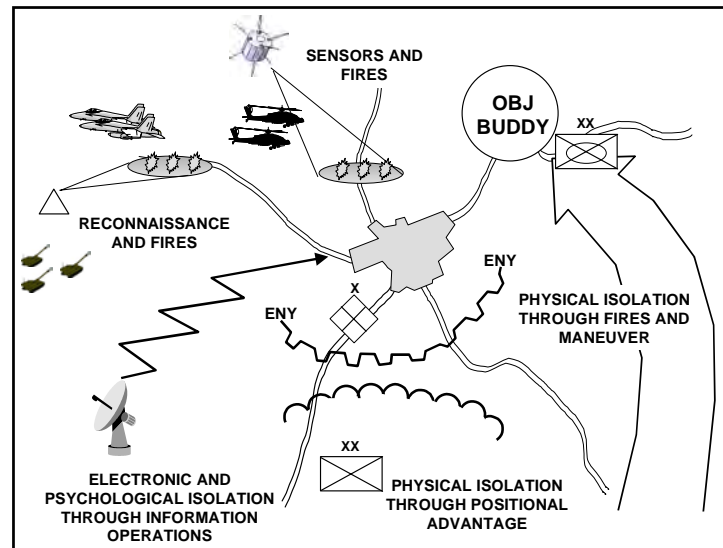 SENSORS AND
FIRES
OBJ
BUDDY
XX
RECONNAISSANCE
AND FIRES
ENY
X
ENY
PHYSICAL ISOLATION
THROUGH FIRES AND
MANEUVER
XX
ELECTRONIC AND
PSYCHOLOGICAL ISOLATION
THROUGH INFORMATION
OPERATIONS
PHYSICAL ISOLATION
THROUGH POSITIONAL
ADVANTAGE